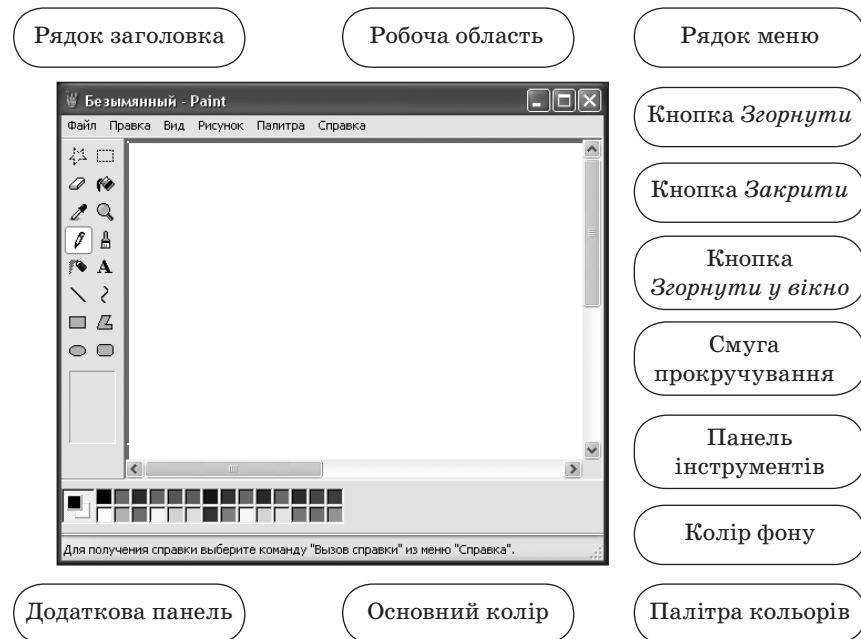 Рядок заголовка
Робоча область
Рядок меню
Безымянный - Paint
Файл Правка Вид Рисунок Палитра Справка
A
Кнопка Згорнути
Кнопка Закрити
Кнопка
Згорнути у вікно
Смуга
прокручування
Панель
інструментів
Колір фону
Для получения справки выберите команду "Вызов справки" из меню "Справка".
Додаткова панель
Основний колір
Палітра кольорів